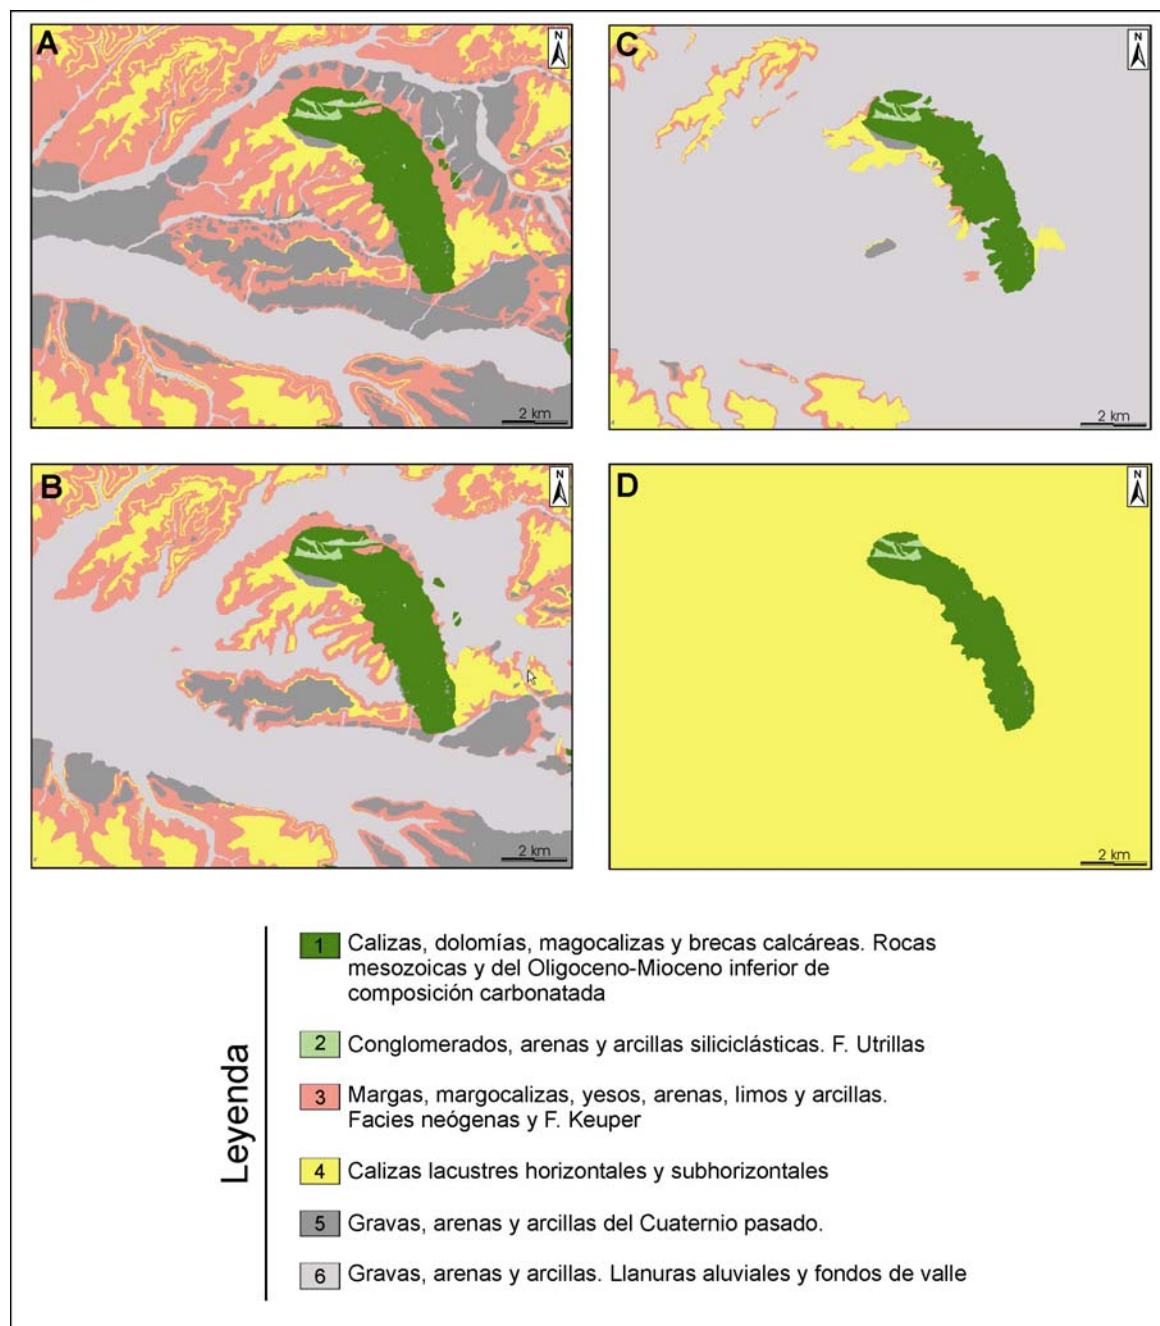 A
N
2 km
C
N
2 km
B
N
2 km
D
N
2 km
Leyenda
1 Calizas, dolomías, magocalizas y brecas calcáreas. Rocas
mesozoicas y del Oligoceno-Mioceno inferior de
composición carbonatada
2 Conglomerados, arenas y arcillas siliciclásticas. F. Utrillas
3 Margas, margocalizas, yesos, arenas, limos y arcillas.
Facies neógenas y F. Keuper
4 Calizas lacustres horizontales y subhorizontales
5 Gravas, arenas y arcillas del Cuaternio pasado.
6 Gravas, arenas y arcillas. Llanuras aluviales y fondos de valle